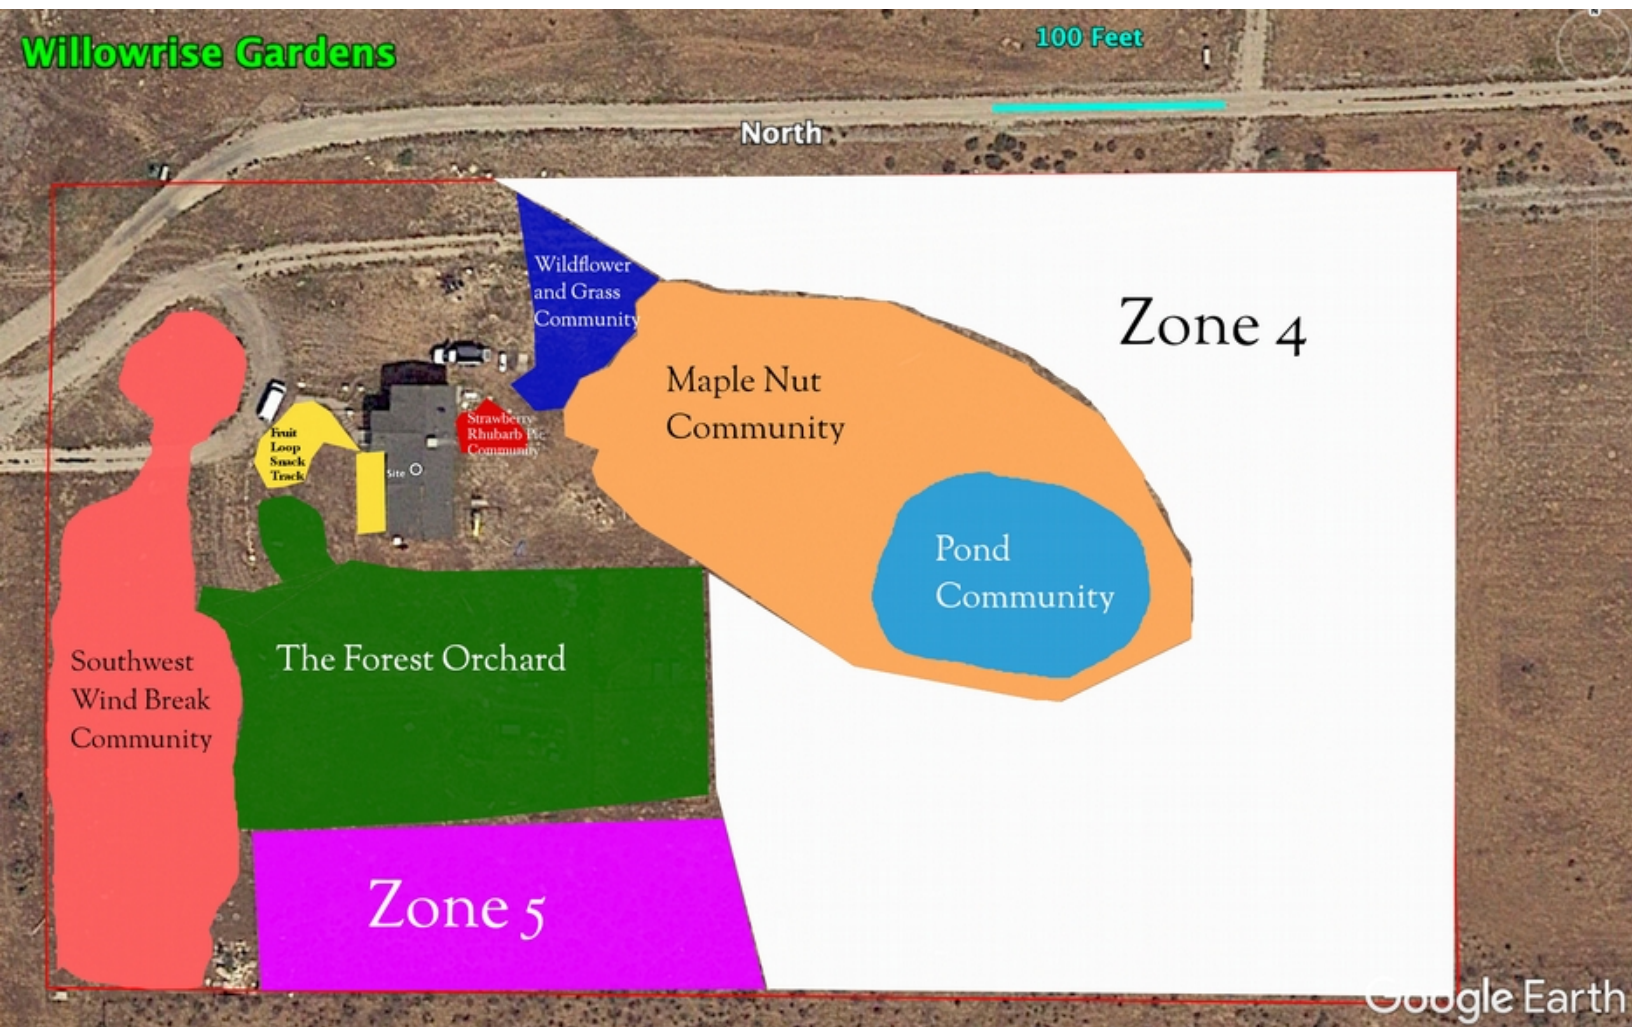 Willowrise Gardens
100 Feet
N
North
Wildflower
and Grass
Community
Zone 4
Maple Nut
Community
Strawberry
Rhubarb Pie
Community
Fruit
Loop
Snack
Track
Site
Pond
Community
The Forest Orchard
Southwest
Wind Break
Community
Zone 5
Google Earth